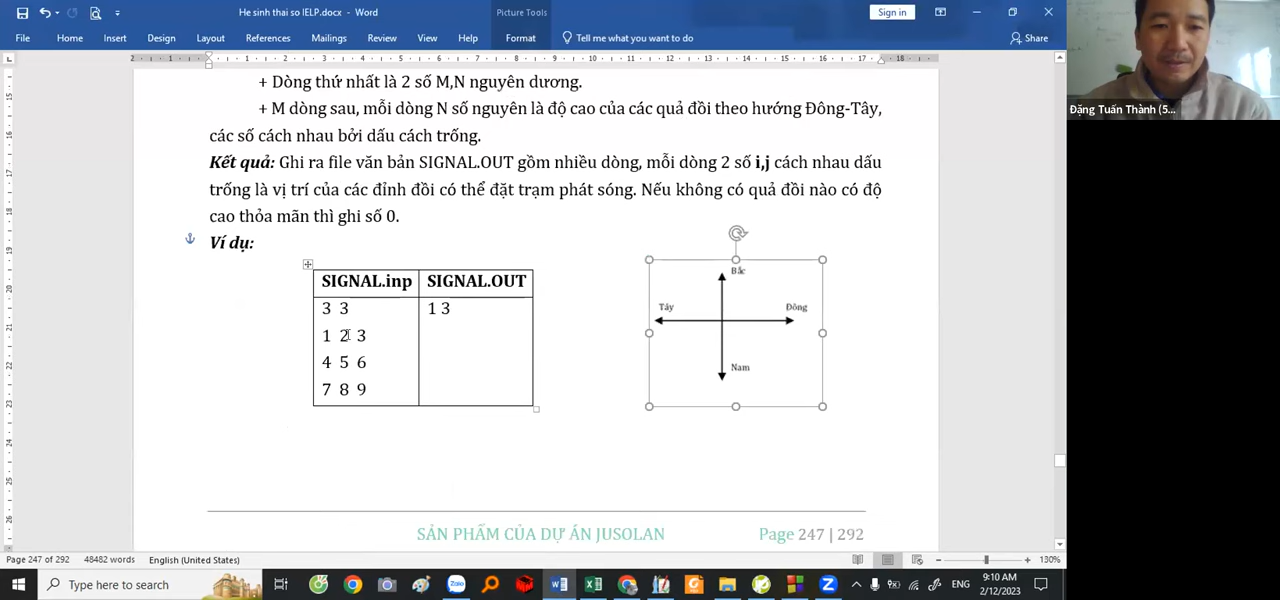 He sinh thai so IELP.docx - Word
Picture Tools
Sign in
File Home Insert Design Layout References Mailings Review View Help Format Tell me what you want to do
Share
Đặng Tuấn Thành (5...
+ Dòng thứ nhất là 2 số M,N nguyên dương.
+ M dòng sau, mỗi dòng N số nguyên là độ cao của các quả đồi theo hướng Đông-Tây,
các số cách nhau bởi dấu cách trống.
Kết quả: Ghi ra file văn bản SIGNAL.OUT gồm nhiều dòng, mỗi dòng 2 số i,j cách nhau dấu
trống là vị trí của các đỉnh đồi có thể đặt trạm phát sóng. Nếu không có quả đồi nào có độ
cao thỏa mãn thì ghi số 0.
Ví dụ:
SIGNAL.inp SIGNAL.OUT
3 3 1 3
1 2 3
4 5 6
7 8 9
Bắc
Tây Đông
Nam
SẢN PHẨM CỦA DỰ ÁN JUSOLAN Page 247 | 292
Page 247 of 292 48482 words English (United States)
130%
Type here to search
Zalo
ENG
9:10 AM
2/12/2023